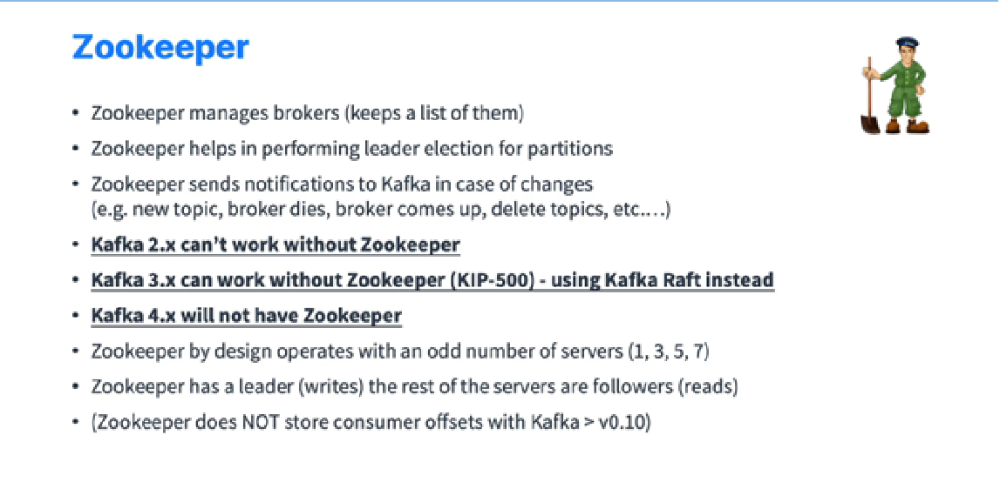 Zookeeper
• Zookeeper manages brokers (keeps a list of them)
• Zookeeper helps in performing leader election for partitions
• Zookeeper sends notifications to Kafka in case of changes
(e.g. new topic, broker dies, broker comes up, delete topics, etc.…)
• Kafka 2.x can’t work without Zookeeper
• Kafka 3.x can work without Zookeeper (KIP-500) - using Kafka Raft instead
• Kafka 4.x will not have Zookeeper
• Zookeeper by design operates with an odd number of servers (1, 3, 5, 7)
• Zookeeper has a leader (writes) the rest of the servers are followers (reads)
• (Zookeeper does NOT store consumer offsets with Kafka > v0.10)